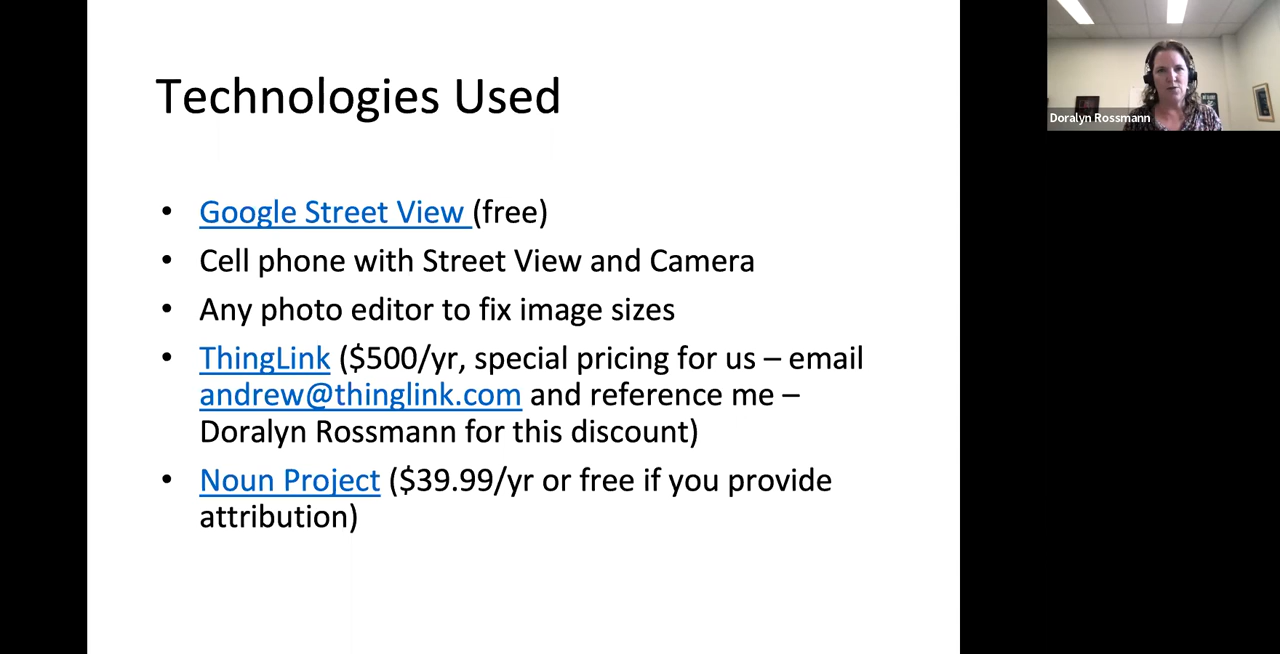 Technologies Used
• Google Street View (free)
• Cell phone with Street View and Camera
• Any photo editor to fix image sizes
• ThingLink ($500/yr, special pricing for us – email
andrew@thinglink.com and reference me –
Doralyn Rossmann for this discount)
• Noun Project ($39.99/yr or free if you provide
attribution)
Doralyn Rossmann